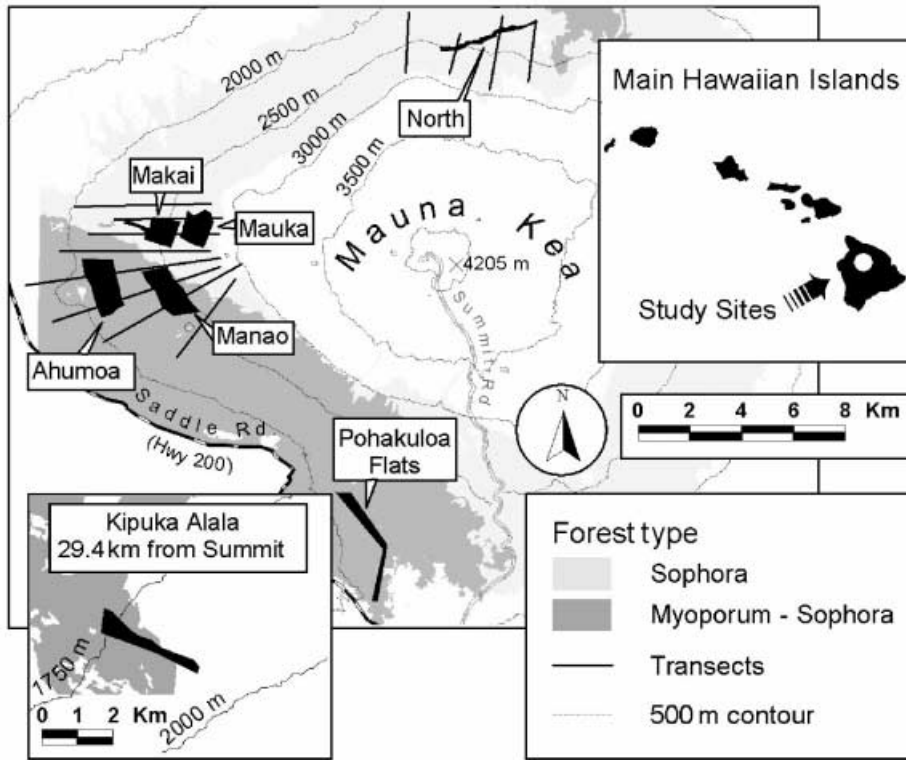 2000 m
2500 m
3000 m
3500 m
North
Makai
Mauka
Mauna Kea
4205 m
Summit Rd
Manao
Ahumoa
Saddle Rd
(Hwy 200)
Pohakuloa
Flats
N
Main Hawaiian Islands
Study Sites
0 2 4 6 8 Km
Kipuka Alala
29.4 km from Summit
1750 m
2000 m
0 1 2 Km
Forest type
Sophora
Myoporum - Sophora
Transects
500 m contour